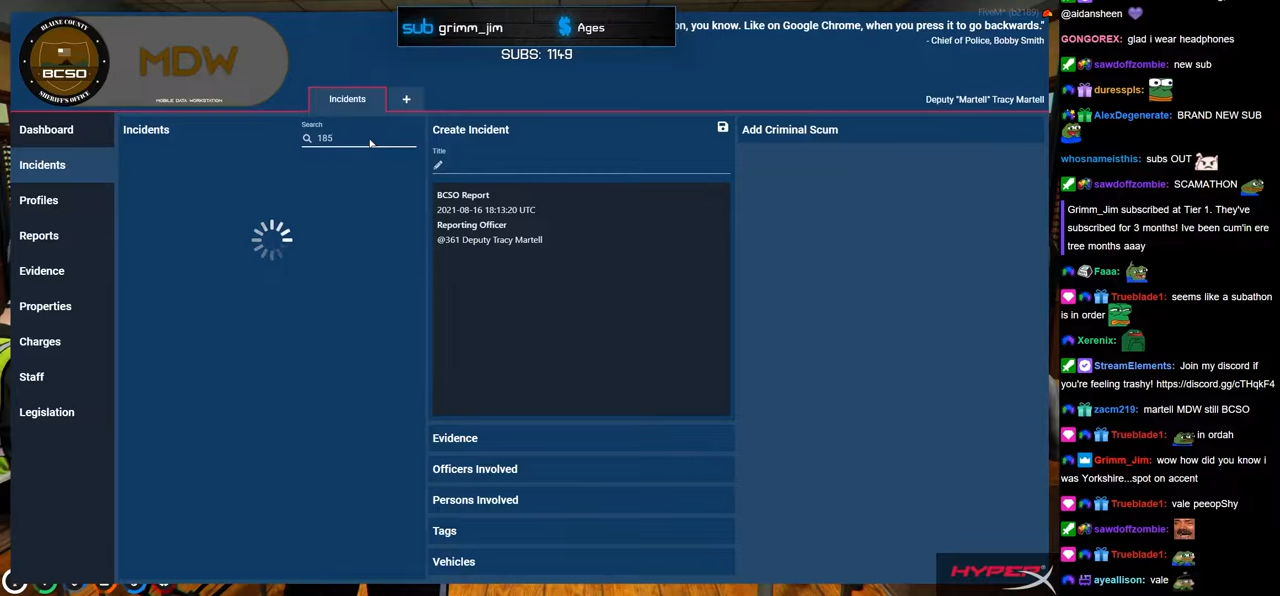 BLAINE COUNTY
BCSO
SHERIFF'S OFFICE
MDW
MOBILE DATA WORKSTATION
sub grimm_jim
$ Ages
SUBS: 1149
FiveM* (b2189)
on, you know. Like on Google Chrome, when you press it to go backwards."
- Chief of Police, Bobby Smith
Incidents
+
Deputy "Martell" Tracy Martell
Dashboard
Incidents
Profiles
Reports
Evidence
Properties
Charges
Staff
Legislation
Incidents
Search
185
Create Incident
Title
BCSO Report
2021-08-16 18:13:20 UTC
Reporting Officer
@361 Deputy Tracy Martell
Evidence
Officers Involved
Persons Involved
Tags
Vehicles
Add Criminal Scum
HYPERX
@aidansheen
GONGOREX: glad i wear headphones
sawdoffzombie: new sub
duresspls:
AlexDegenerate: BRAND NEW SUB
whosnameisthis: subs OUT
sawdoffzombie: SCAMATHON
Grimm_Jim subscribed at Tier 1. They've
subscribed for 3 months! Ive been cum'in ere
tree months aaay
Faaa:
Trueblade1: seems like a subathon
is in order
Xerenix:
StreamElements: Join my discord if
you're feeling trashy! https://discord.gg/cTHqkF4
zacm219: martell MDW still BCSO
Trueblade1: in ordah
Grimm_Jim: wow how did you know i
was Yorkshire...spot on accent
Trueblade1: vale peeopShy
sawdoffzombie:
Trueblade1:
ayeallison: vale